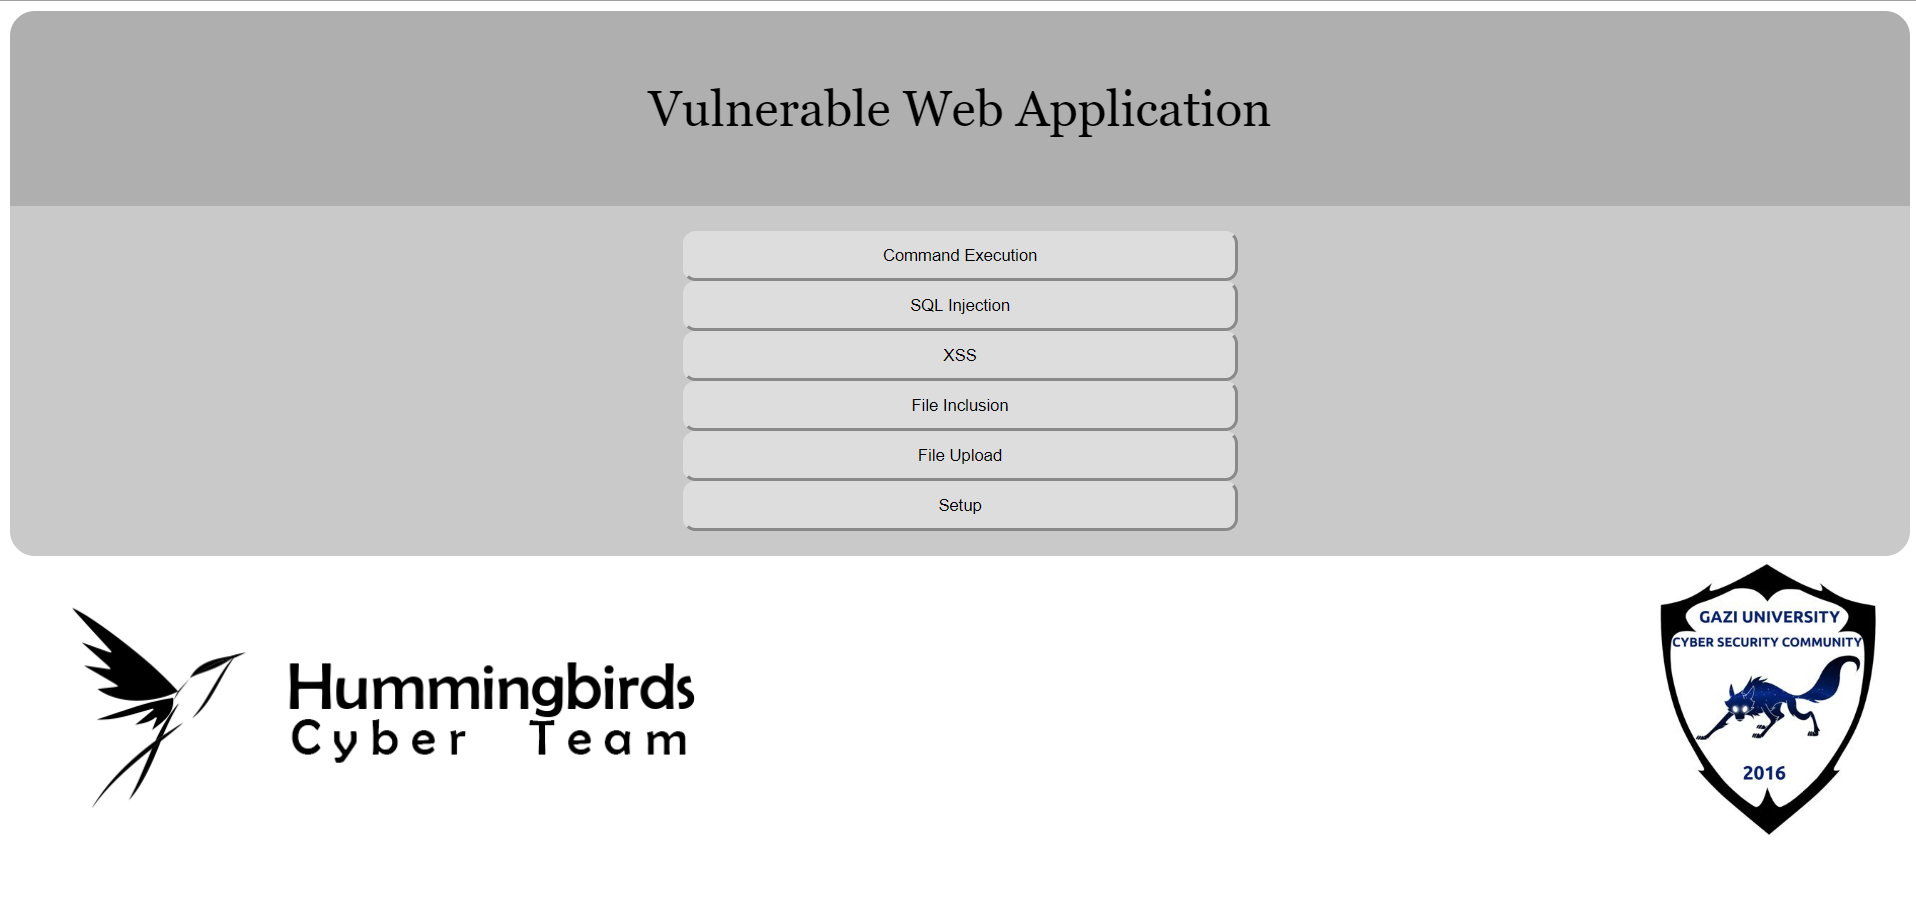 Vulnerable Web Application
Command Execution
SQL Injection
XSS
File Inclusion
File Upload
Setup
Hummingbirds
Cyber Team
GAZI UNIVERSITY
CYBER SECURITY COMMUNITY
2016